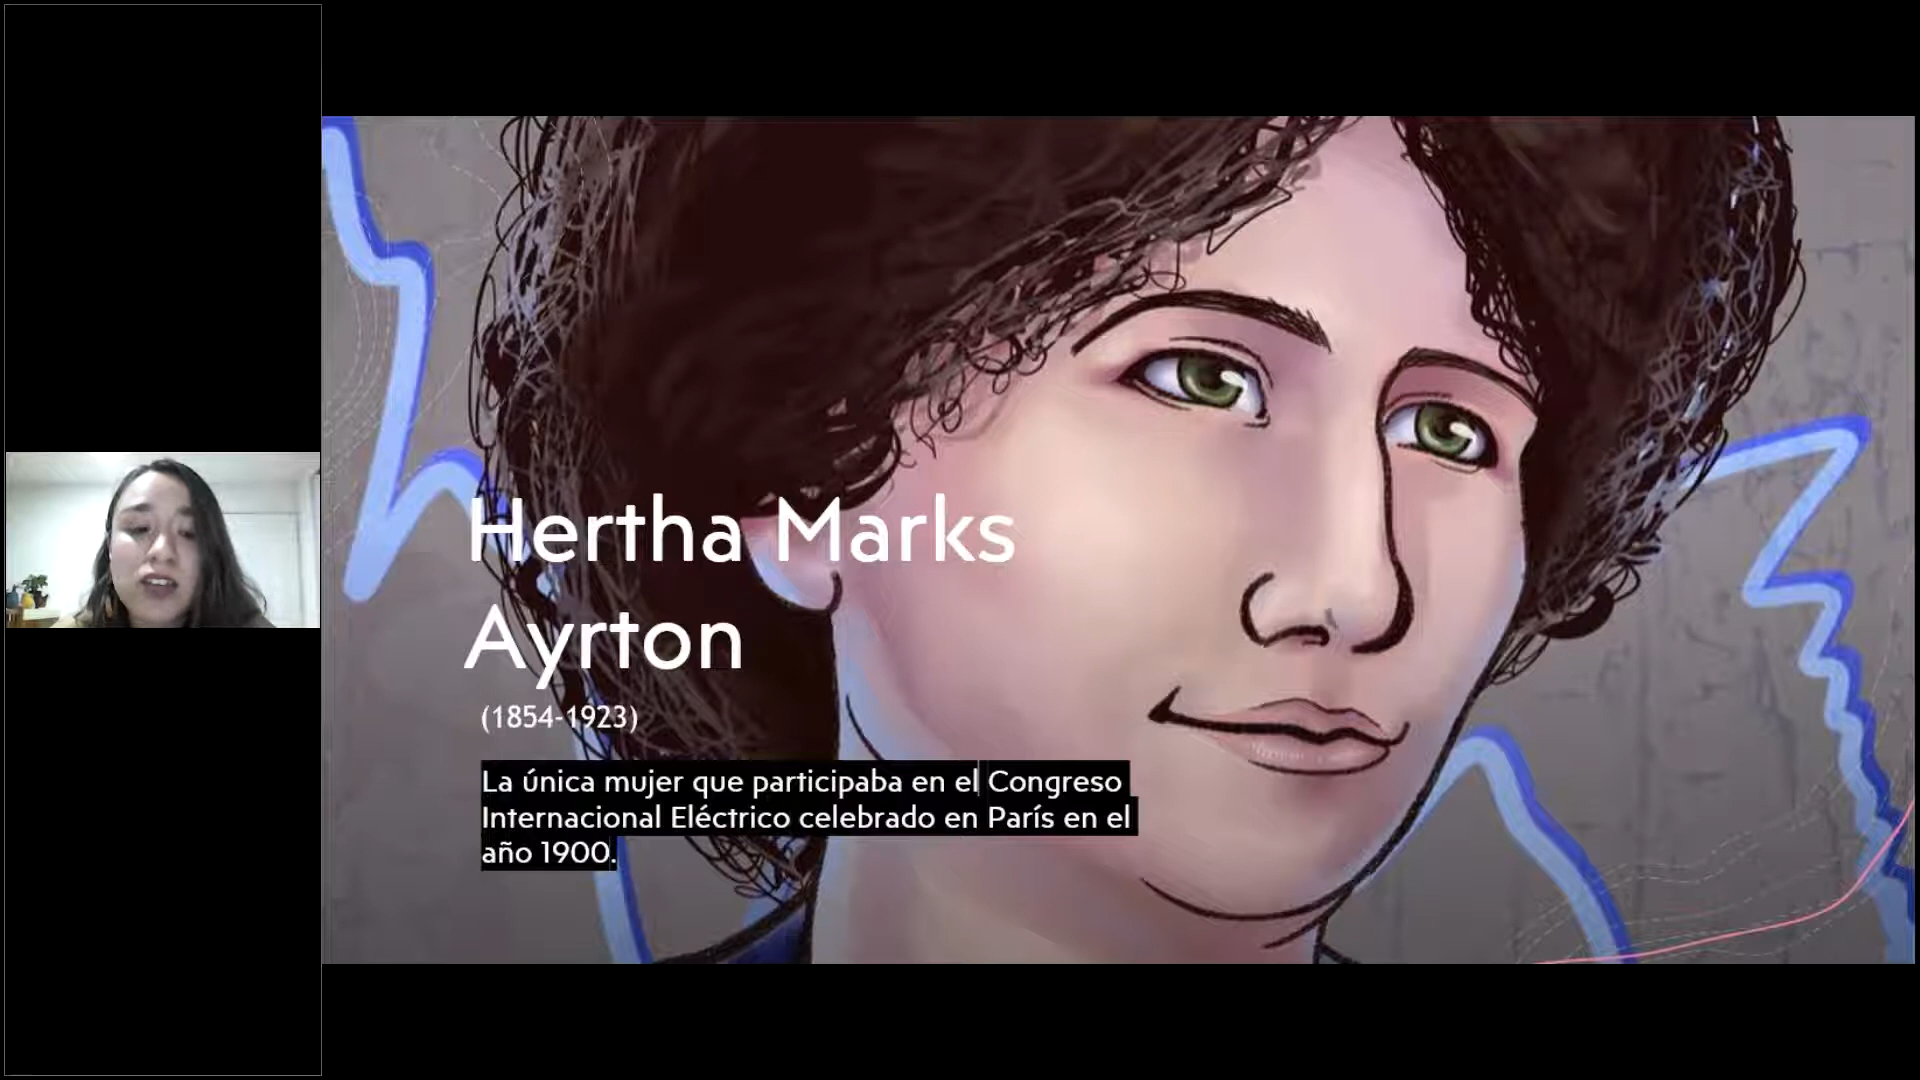 Hertha Marks
Ayrton
(1854-1923)
La única mujer que participaba en el Congreso
Internacional Eléctrico celebrado en París en el
año 1900.